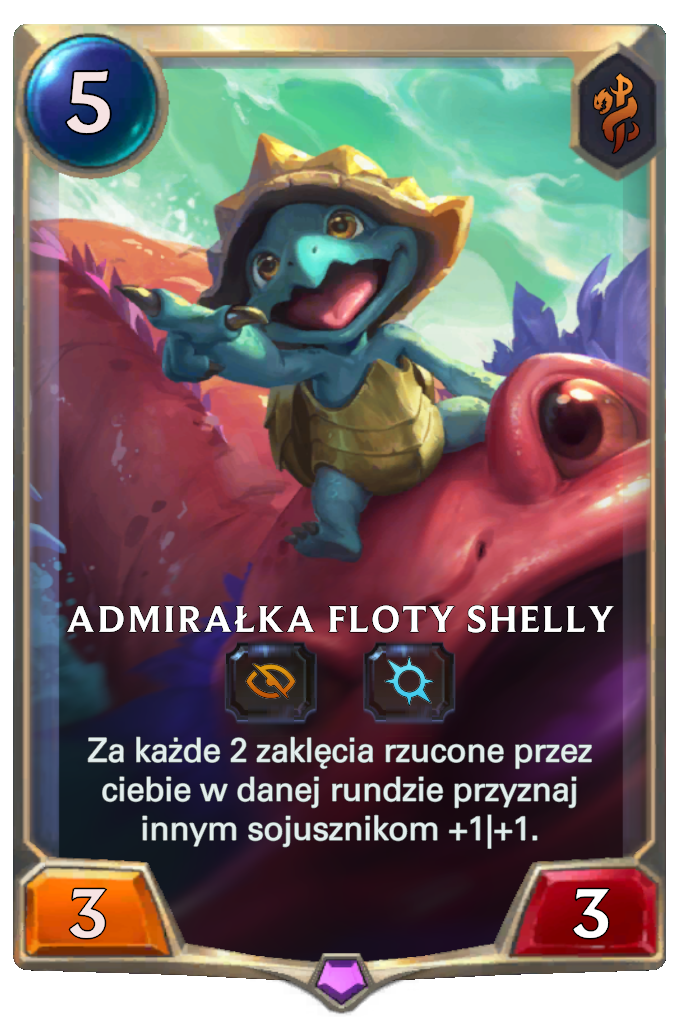 5
ADMIRAŁKA FLOTY SHELLY
Za każde 2 zaklęcia rzucone przez
ciebie w danej rundzie przyznaj
innym sojusznikom +1|+1.
3
3